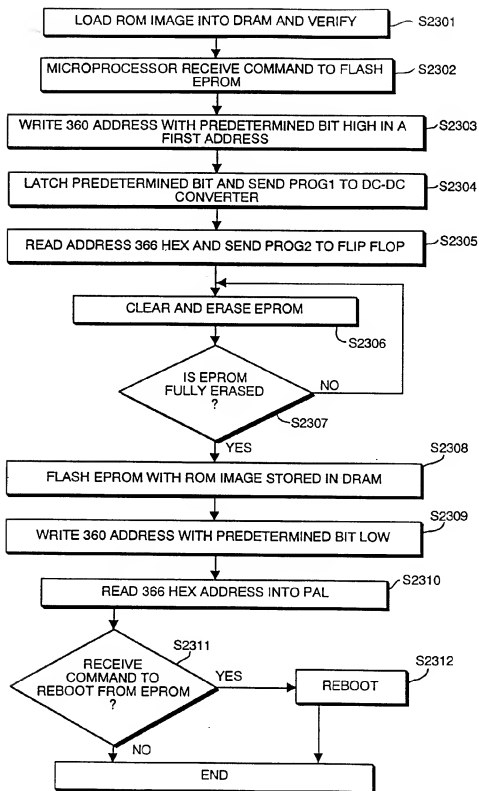 LOAD ROM IMAGE INTO DRAM AND VERIFY
S2301
MICROPROCESSOR RECEIVE COMMAND TO FLASH
EPROM
S2302
WRITE 360 ADDRESS WITH PREDETERMINED BIT HIGH IN A
FIRST ADDRESS
S2303
LATCH PREDETERMINED BIT AND SEND PROG1 TO DC-DC
CONVERTER
S2304
READ ADDRESS 366 HEX AND SEND PROG2 TO FLIP FLOP
S2305
CLEAR AND ERASE EPROM
S2306
IS EPROM
FULLY ERASED
?
NO
S2307
YES
S2308
FLASH EPROM WITH ROM IMAGE STORED IN DRAM
S2309
WRITE 360 ADDRESS WITH PREDETERMINED BIT LOW
S2310
READ 366 HEX ADDRESS INTO PAL
S2311
RECEIVE
COMMAND TO
REBOOT FROM EPROM
?
YES
S2312
REBOOT
NO
END